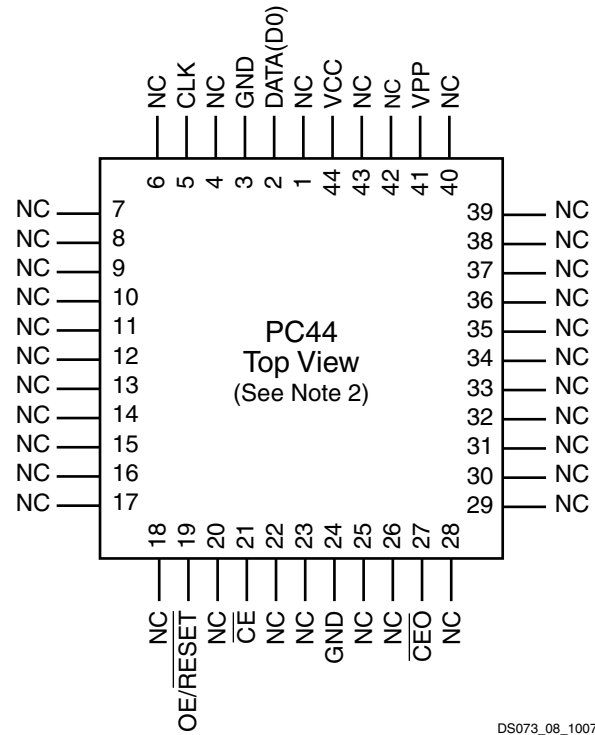 NC CLK NC GND DATA(D0) NC VCC NC NC VPP NC
6 5 4 3 2 1 44 43 42 41 40
NC 7 39 NC
NC 8 38 NC
NC 9 37 NC
NC 10 36 NC
NC 11 35 NC
NC 12 34 NC
NC 13 33 NC
NC 14 32 NC
NC 15 31 NC
NC 16 30 NC
NC 17 29 NC
PC44
Top View
(See Note 2)
18 19 20 21 22 23 24 25 26 27 28
NC OE/RESET NC CE NC NC GND NC NC CEO NC
DS073_08_1007